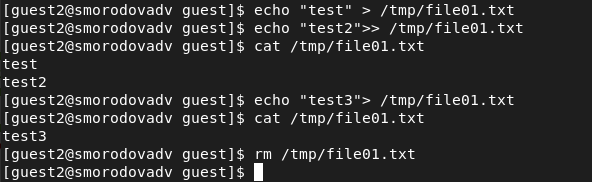 [guest2@smorodovadv guest]$ echo "test" > /tmp/file01.txt
[guest2@smorodovadv guest]$ echo "test2">> /tmp/file01.txt
[guest2@smorodovadv guest]$ cat /tmp/file01.txt
test
test2
[guest2@smorodovadv guest]$ echo "test3"> /tmp/file01.txt
[guest2@smorodovadv guest]$ cat /tmp/file01.txt
test3
[guest2@smorodovadv guest]$ rm /tmp/file01.txt
[guest2@smorodovadv guest]$